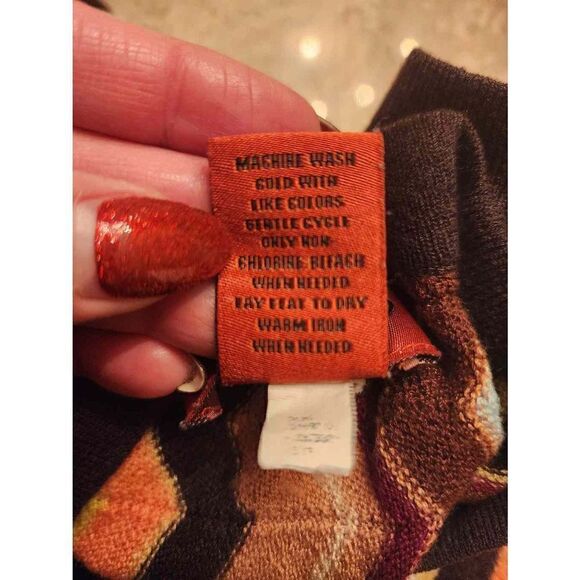 MACHINE WASH
COLD WITH
LIKE COLORS
GENTLE CYCLE
ONLY NON
CHLORINE BLEACH
WHEN NEEDED
LAY FLAT TO DRY
WARM IRON
WHEN NEEDED